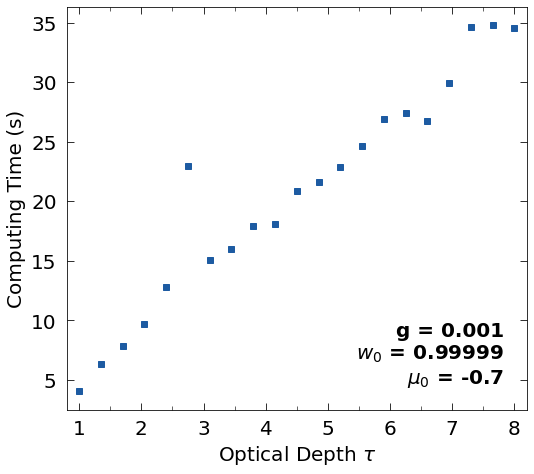 35
30
25
20
15
10
5
Computing Time (s)
g = 0.001
w₀ = 0.99999
μ₀ = -0.7
1 2 3 4 5 6 7 8
Optical Depth τ